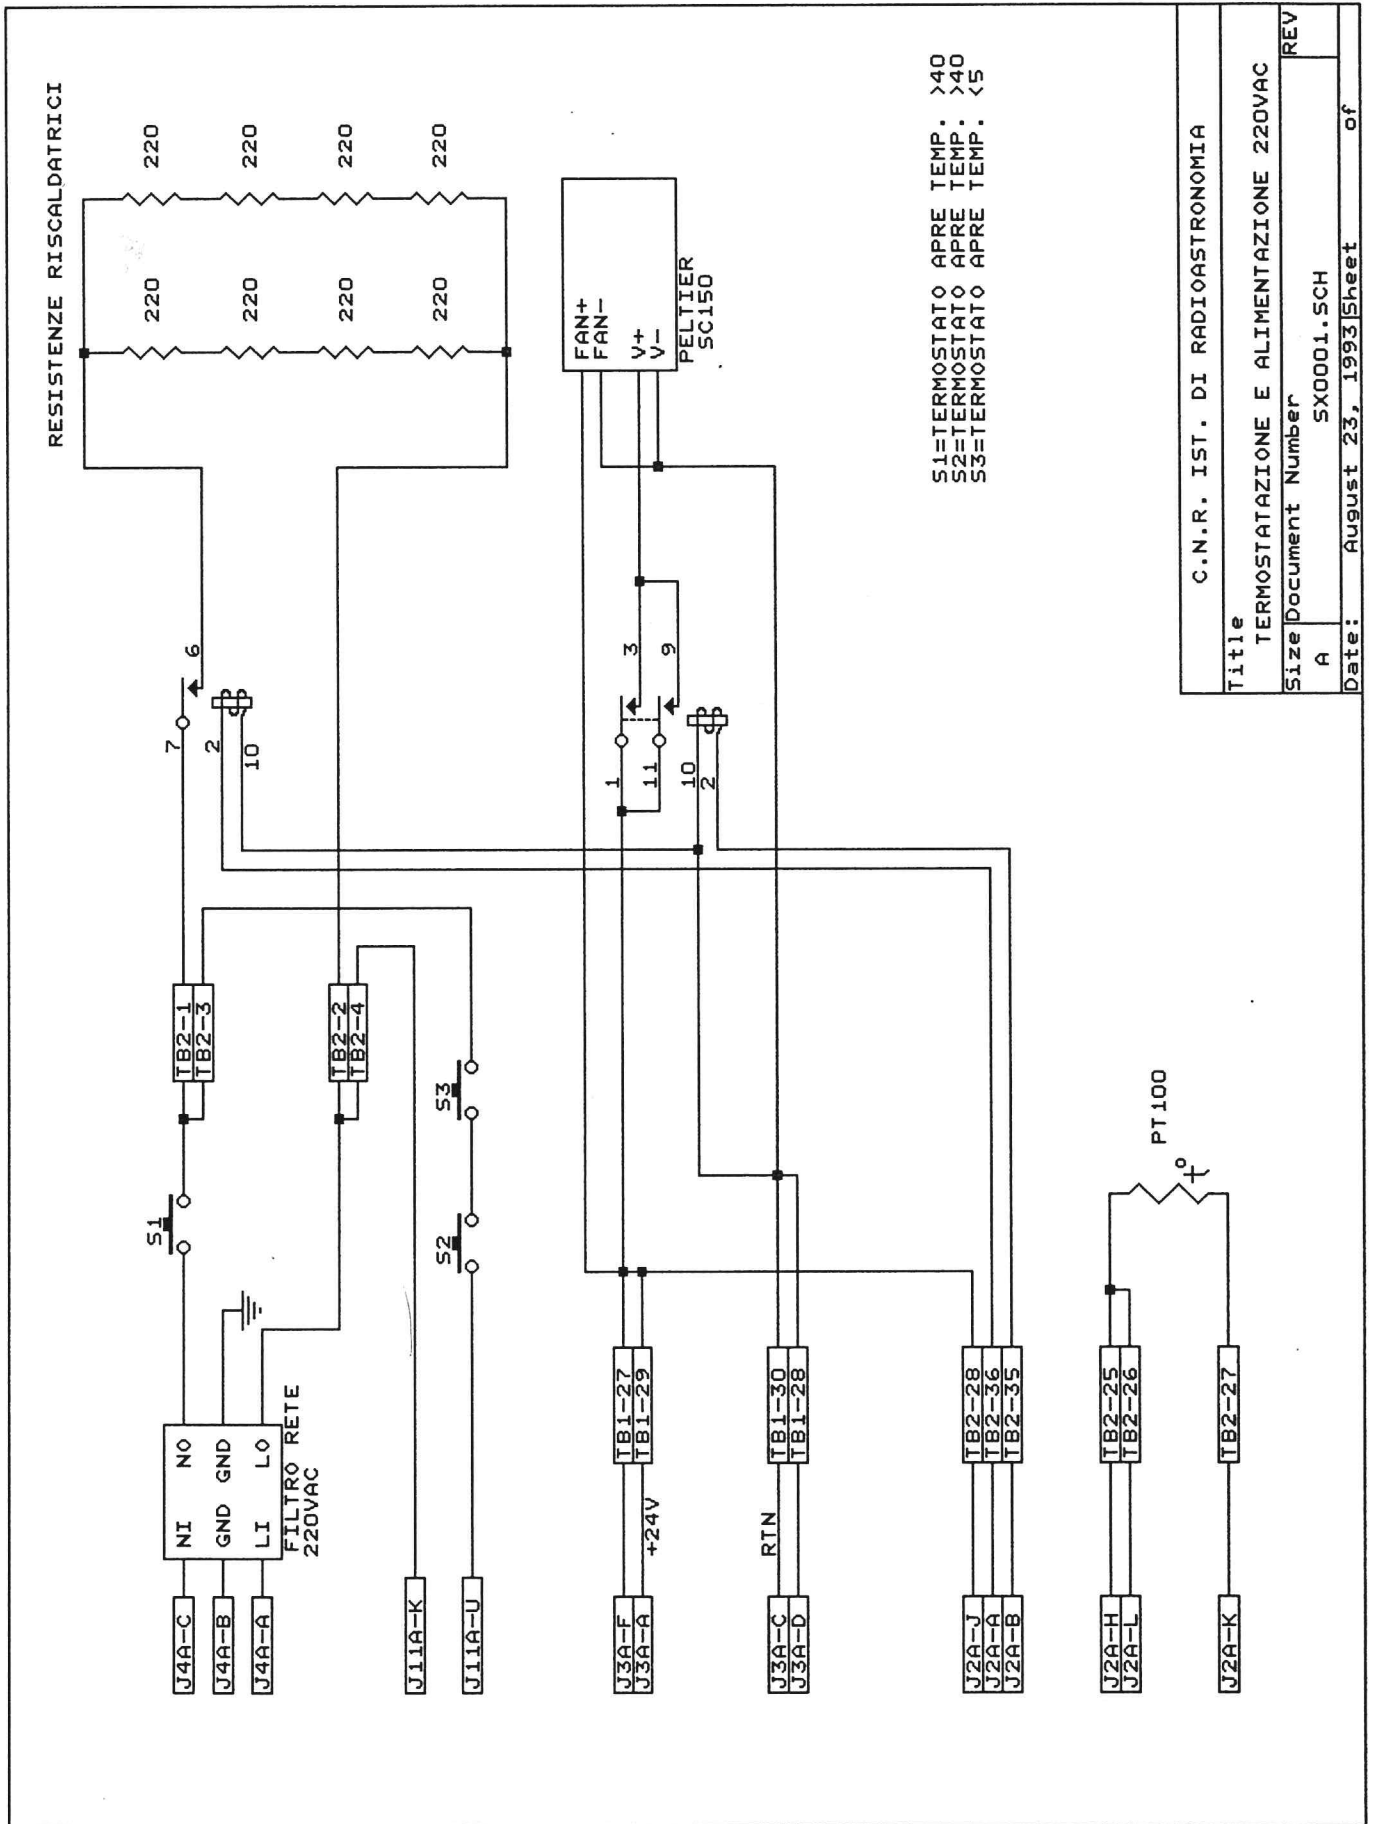 RESISTENZE RISCALDATRICI
220
220
220
220
220
220
220
220
J4A-C
J4A-B
J4A-A
NI
NO
GND
GND
LI
LO
FILTRO RETE
220VAC
S1
TB2-1
TB2-3
7
6
2
10
TB2-2
TB2-4
J11A-K
J11A-U
S2
S3
FAN+
FAN-
V+
V-
PELTIER
SC150
1
3
11
9
10
2
J3A-F
J3A-A
+24V
TB1-27
TB1-29
RTN
J3A-C
J3A-D
TB1-30
TB1-28
J2A-J
J2A-A
J2A-B
TB2-28
TB2-36
TB2-35
J2A-H
J2A-L
TB2-25
TB2-26
PT100
t°
J2A-K
TB2-27
S1=TERMOSTATO APRE TEMP. >40
S2=TERMOSTATO APRE TEMP. >40
S3=TERMOSTATO APRE TEMP. <5
C.N.R. IST. DI RADIOASTRONOMIA
Title
TERMOSTATAZIONE E ALIMENTAZIONE 220VAC
Size Document Number REV
A SX0001.SCH
Date: August 23, 1993 Sheet of